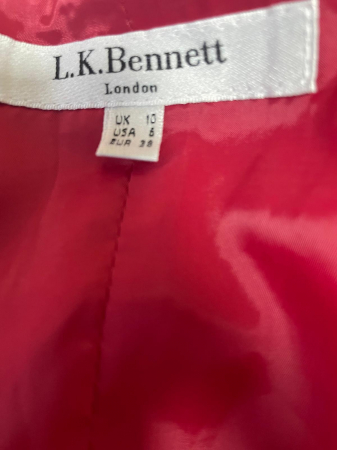 L.K.Bennett
London
UK 10
USA 6
EUR 38